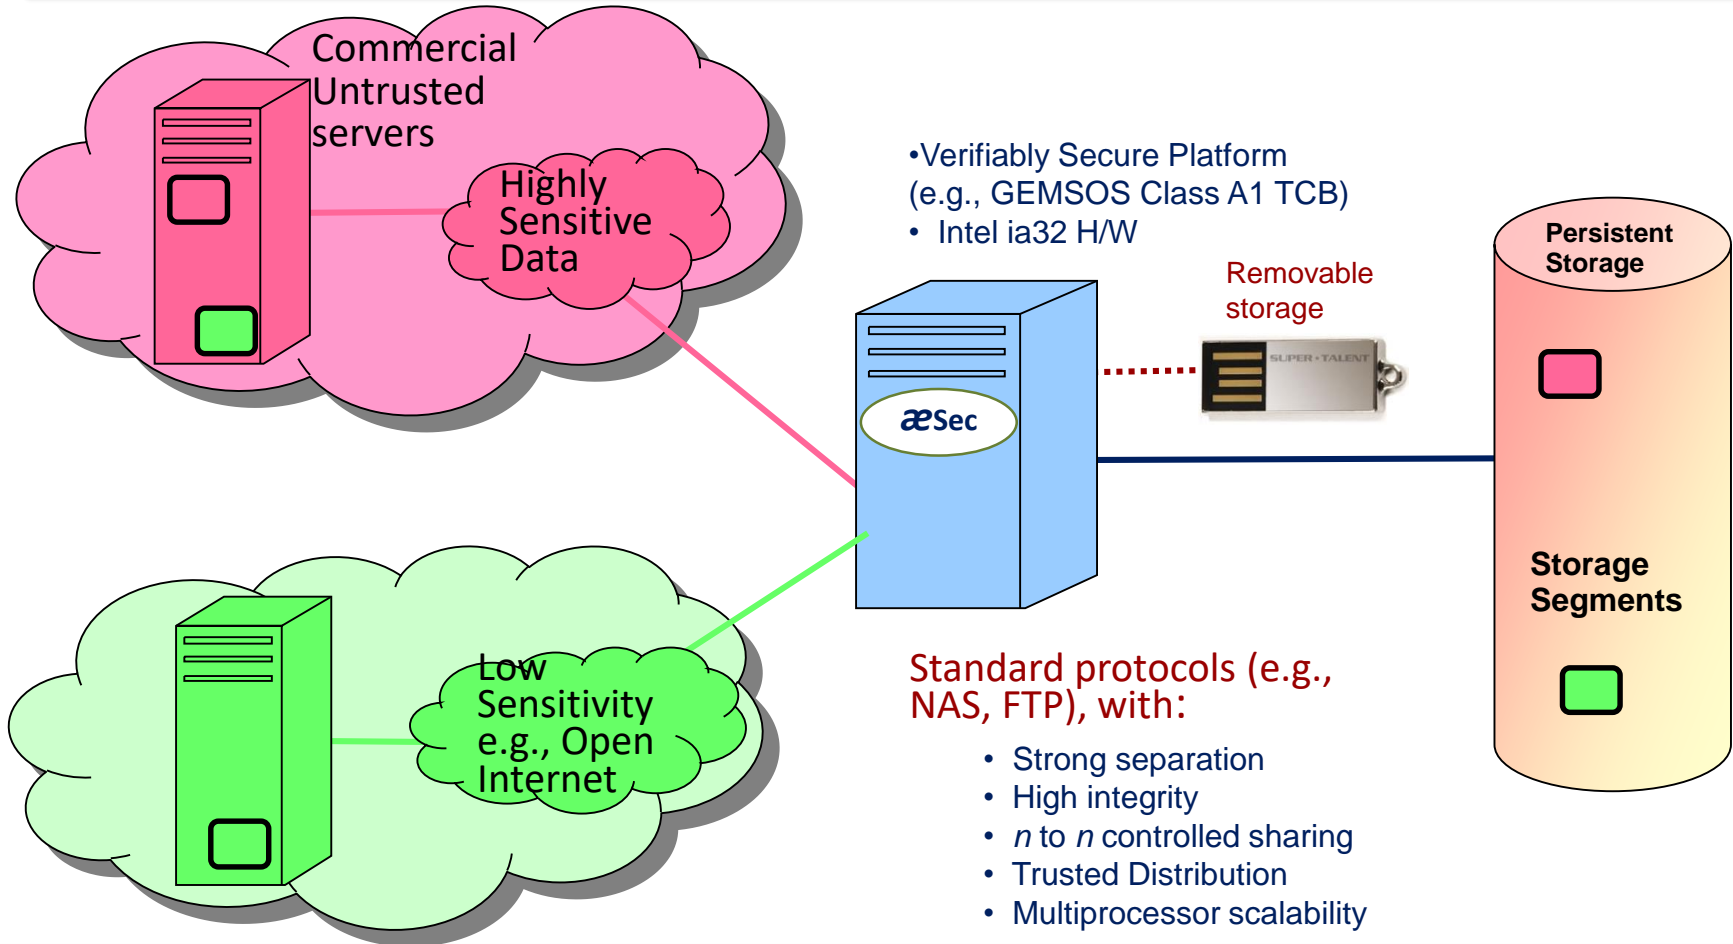 Commercial
Untrusted
servers
Highly
Sensitive
Data
•Verifiably Secure Platform
(e.g., GEMSOS Class A1 TCB)
• Intel ia32 H/W
Removable
storage
SUPER•TALENT
Persistent
Storage
æSec
Storage
Segments
Low
Sensitivity
e.g., Open
Internet
Standard protocols (e.g.,
NAS, FTP), with:
• Strong separation
• High integrity
• n to n controlled sharing
• Trusted Distribution
• Multiprocessor scalability